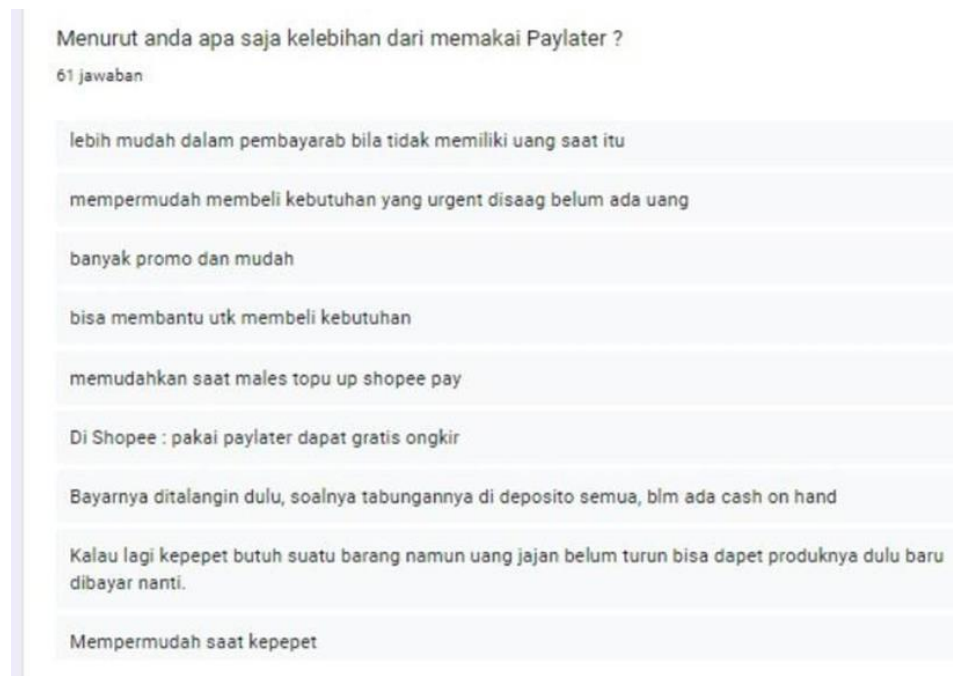 Menurut anda apa saja kelebihan dari memakai Paylater ?
61 jawaban
lebih mudah dalam pembayarab bila tidak memiliki uang saat itu
mempermudah membeli kebutuhan yang urgent disaag belum ada uang
banyak promo dan mudah
bisa membantu utk membeli kebutuhan
memudahkan saat males topu up shopee pay
Di Shopee : pakai paylater dapat gratis ongkir
Bayarnya ditalangin dulu, soalnya tabungannya di deposito semua, blm ada cash on hand
Kalau lagi kepepet butuh suatu barang namun uang jajan belum turun bisa dapet produknya dulu baru
dibayar nanti.
Mempermudah saat kepepet